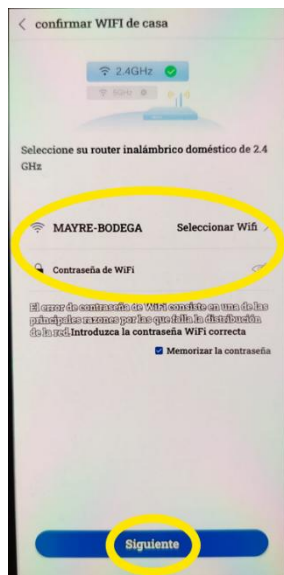 confirmar WIFI de casa
2.4GHz
5GHz
Seleccione su router inalámbrico doméstico de 2.4
GHz
MAYRE-BODEGA Seleccionar Wifi
Contraseña de WiFi
El error de contraseña de WiFi consiste en una de las
principales razones por las que falla la distribución
de la red.Introduzca la contraseña WiFi correcta
Memorizar la contraseña
Siguiente